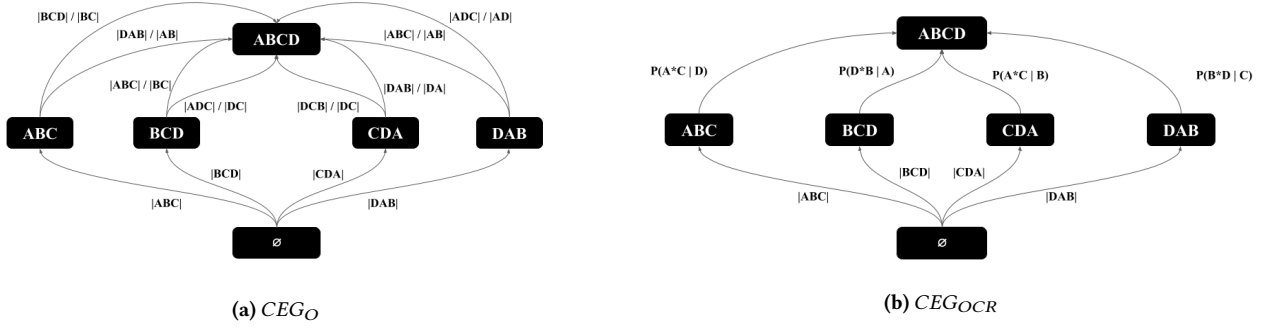 |BCD| / |BC|
|ADC| / |AD|
|DAB| / |AB|
ABCD
|ABC| / |AB|
|ABC| / |BC|
|DAB| / |DA|
|ADC| / |DC|
|DCB| / |DC|
ABC
BCD
CDA
DAB
|BCD|
|CDA|
|ABC|
|DAB|
∅
(a) CEG_O
ABCD
P(A*C | D)
P(D*B | A)
P(A*C | B)
P(B*D | C)
ABC
BCD
CDA
DAB
|BCD|
|CDA|
|ABC|
|DAB|
∅
(b) CEG_OCR